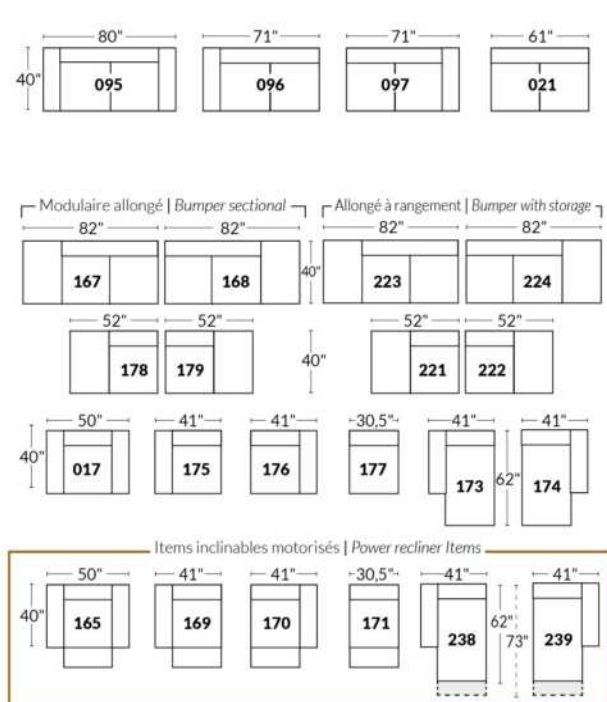 80" 71" 71" 61"
40"
095 096 097 021
Modulaire allongé | Bumper sectional Allongé à rangement | Bumper with storage
82" 82" 82" 82"
40"
167 168 223 224
52" 52" 52" 52"
40"
178 179 221 222
50" 41" 41" 30,5" 41" 41"
40"
017 175 176 177 173 62" 174
Items inclinables motorisés | Power recliner Items
50" 41" 41" 30,5" 41" 41"
40" 62"
165 169 170 171 238 73" 239